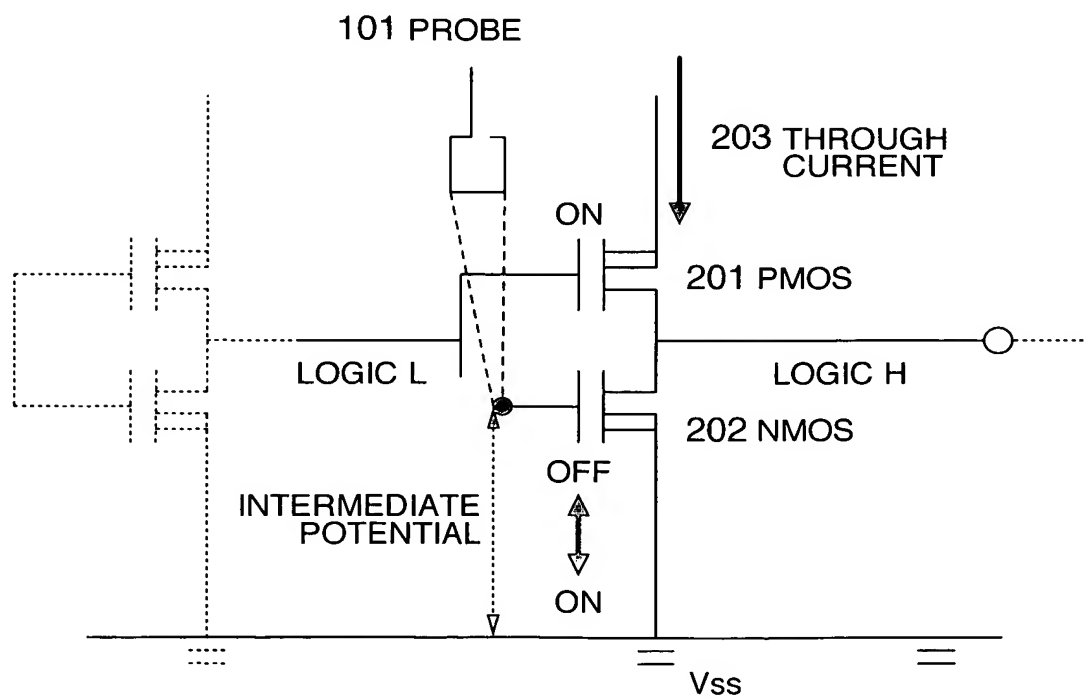 101 PROBE
203 THROUGH
CURRENT
ON
201 PMOS
LOGIC L
LOGIC H
202 NMOS
OFF
INTERMEDIATE
POTENTIAL
ON
Vss